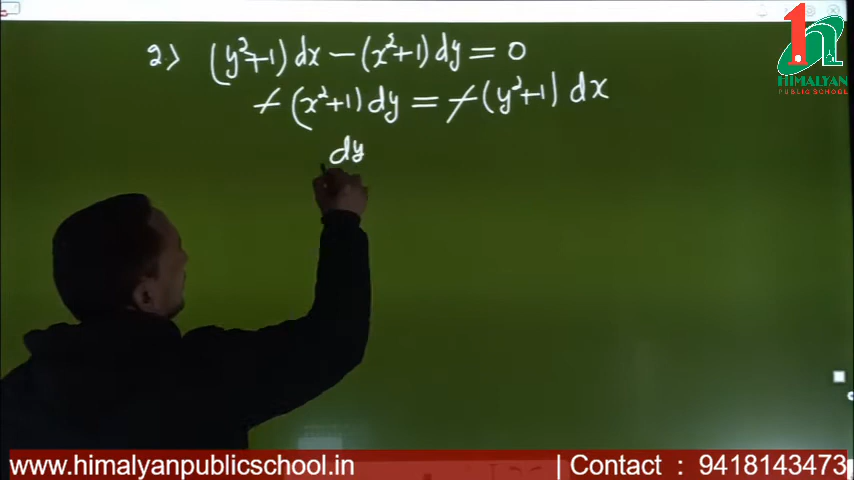 2> (y²+1) dx − (x²+1) dy = 0
− (x²+1) dy = − (y²+1) dx
dy
HIMALYAN
PUBLIC SCHOOL
www.himalyanpublicschool.in | Contact : 9418143473